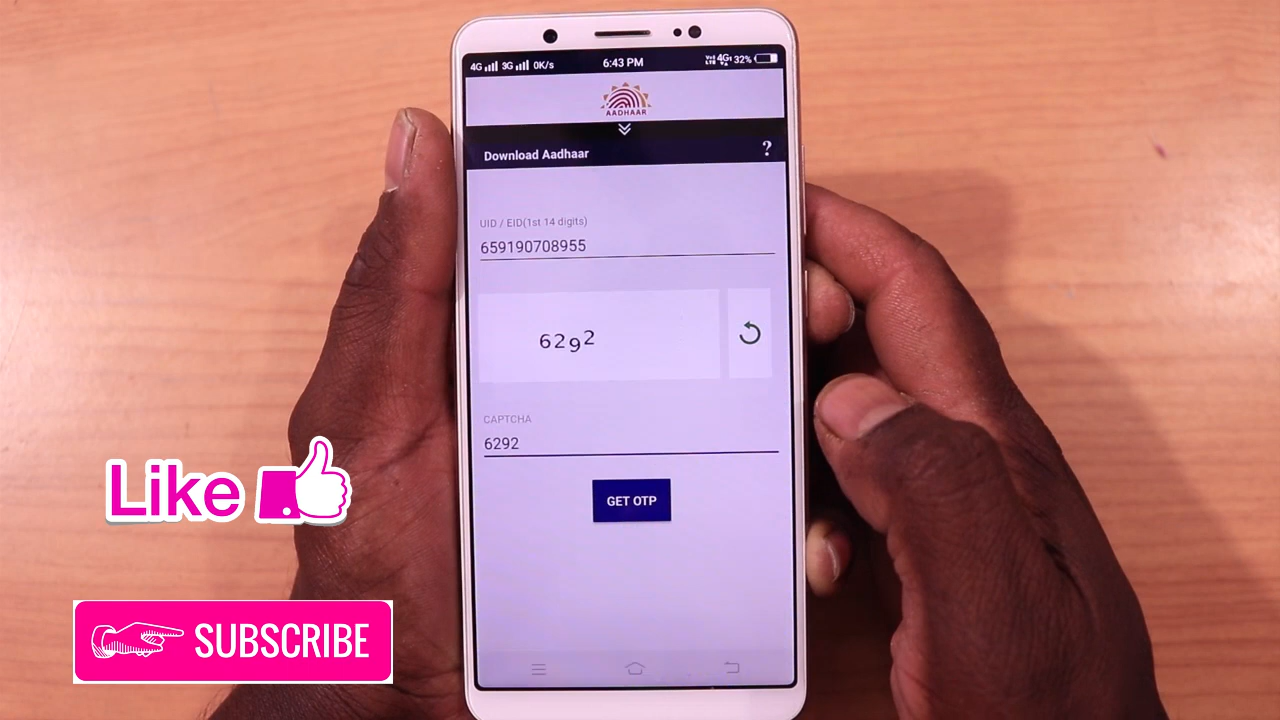 4G 3G 0K/s 6:43 PM 4G 32%
AADHAAR
Download Aadhaar ?
UID / EID(1st 14 digits)
659190708955
6292
CAPTCHA
6292
GET OTP
Like
SUBSCRIBE